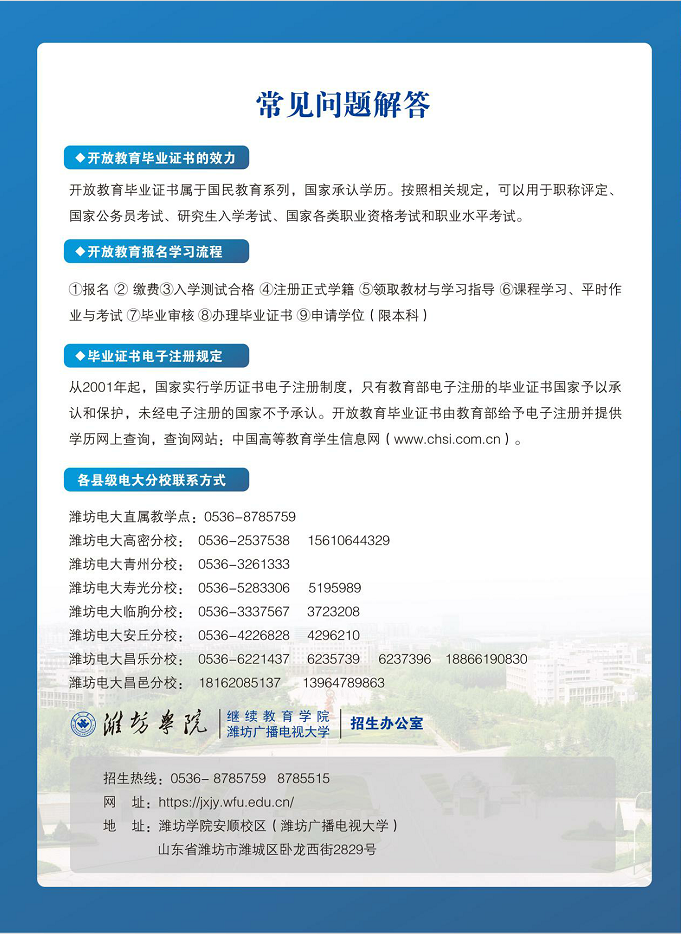 常见问题解答
◆开放教育毕业证书的效力
开放教育毕业证书属于国民教育系列，国家承认学历。按照相关规定，可以用于职称评定、
国家公务员考试、研究生入学考试、国家各类职业资格考试和职业水平考试。
◆开放教育报名学习流程
①报名 ② 缴费③入学测试合格 ④注册正式学籍 ⑤领取教材与学习指导 ⑥课程学习、平时作
业与考试 ⑦毕业审核 ⑧办理毕业证书 ⑨申请学位（限本科）
◆毕业证书电子注册规定
从2001年起，国家实行学历证书电子注册制度，只有教育部电子注册的毕业证书国家予以承
认和保护，未经电子注册的国家不予承认。开放教育毕业证书由教育部给予电子注册并提供
学历网上查询，查询网站：中国高等教育学生信息网（www.chsi.com.cn）。
各县级电大分校联系方式
潍坊电大直属教学点：0536-8785759
潍坊电大高密分校： 0536-2537538 15610644329
潍坊电大青州分校： 0536-3261333
潍坊电大寿光分校： 0536-5283306 5195989
潍坊电大临朐分校： 0536-3337567 3723208
潍坊电大安丘分校： 0536-4226828 4296210
潍坊电大昌乐分校： 0536-6221437 6235739 6237396 18866190830
潍坊电大昌邑分校： 18162085137 13964789863
潍坊学院 继续教育学院 招生办公室
潍坊广播电视大学
招生热线：0536- 8785759 8785515
网 址：https://jxjy.wfu.edu.cn/
地 址：潍坊学院安顺校区（潍坊广播电视大学）
山东省潍坊市潍城区卧龙西街2829号